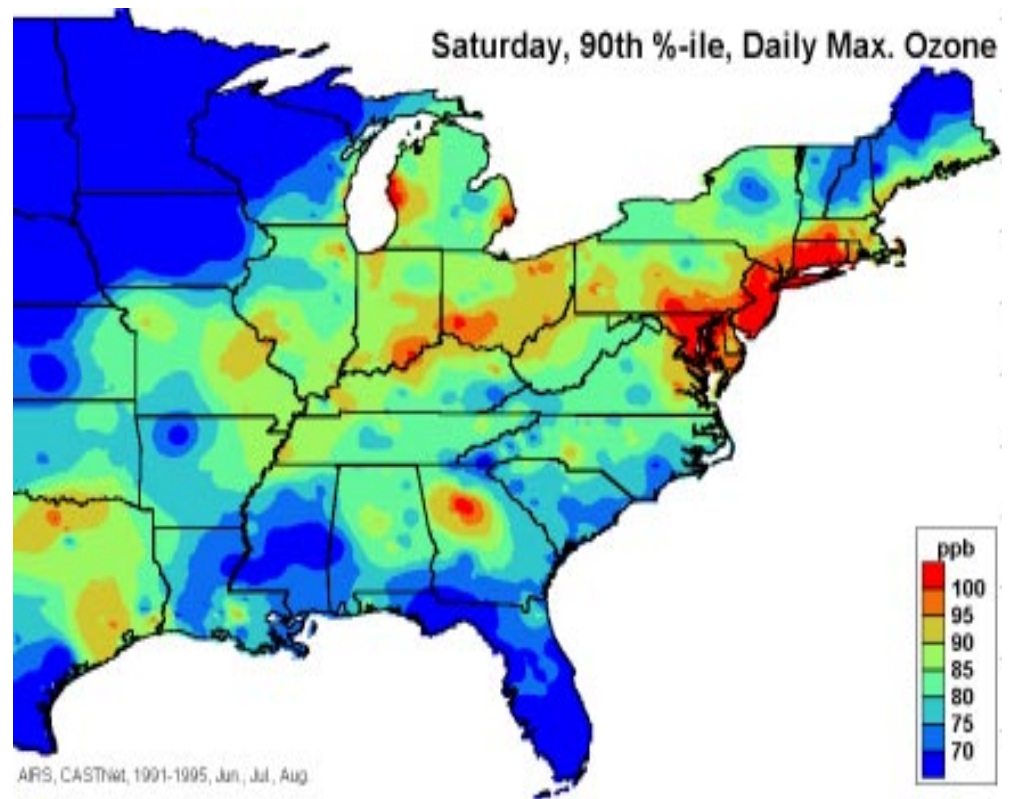 Saturday, 90th %-ile, Daily Max. Ozone
ppb
100
95
90
85
80
75
70
AIRS, CASTNet, 1991-1995, Jun., Jul., Aug.